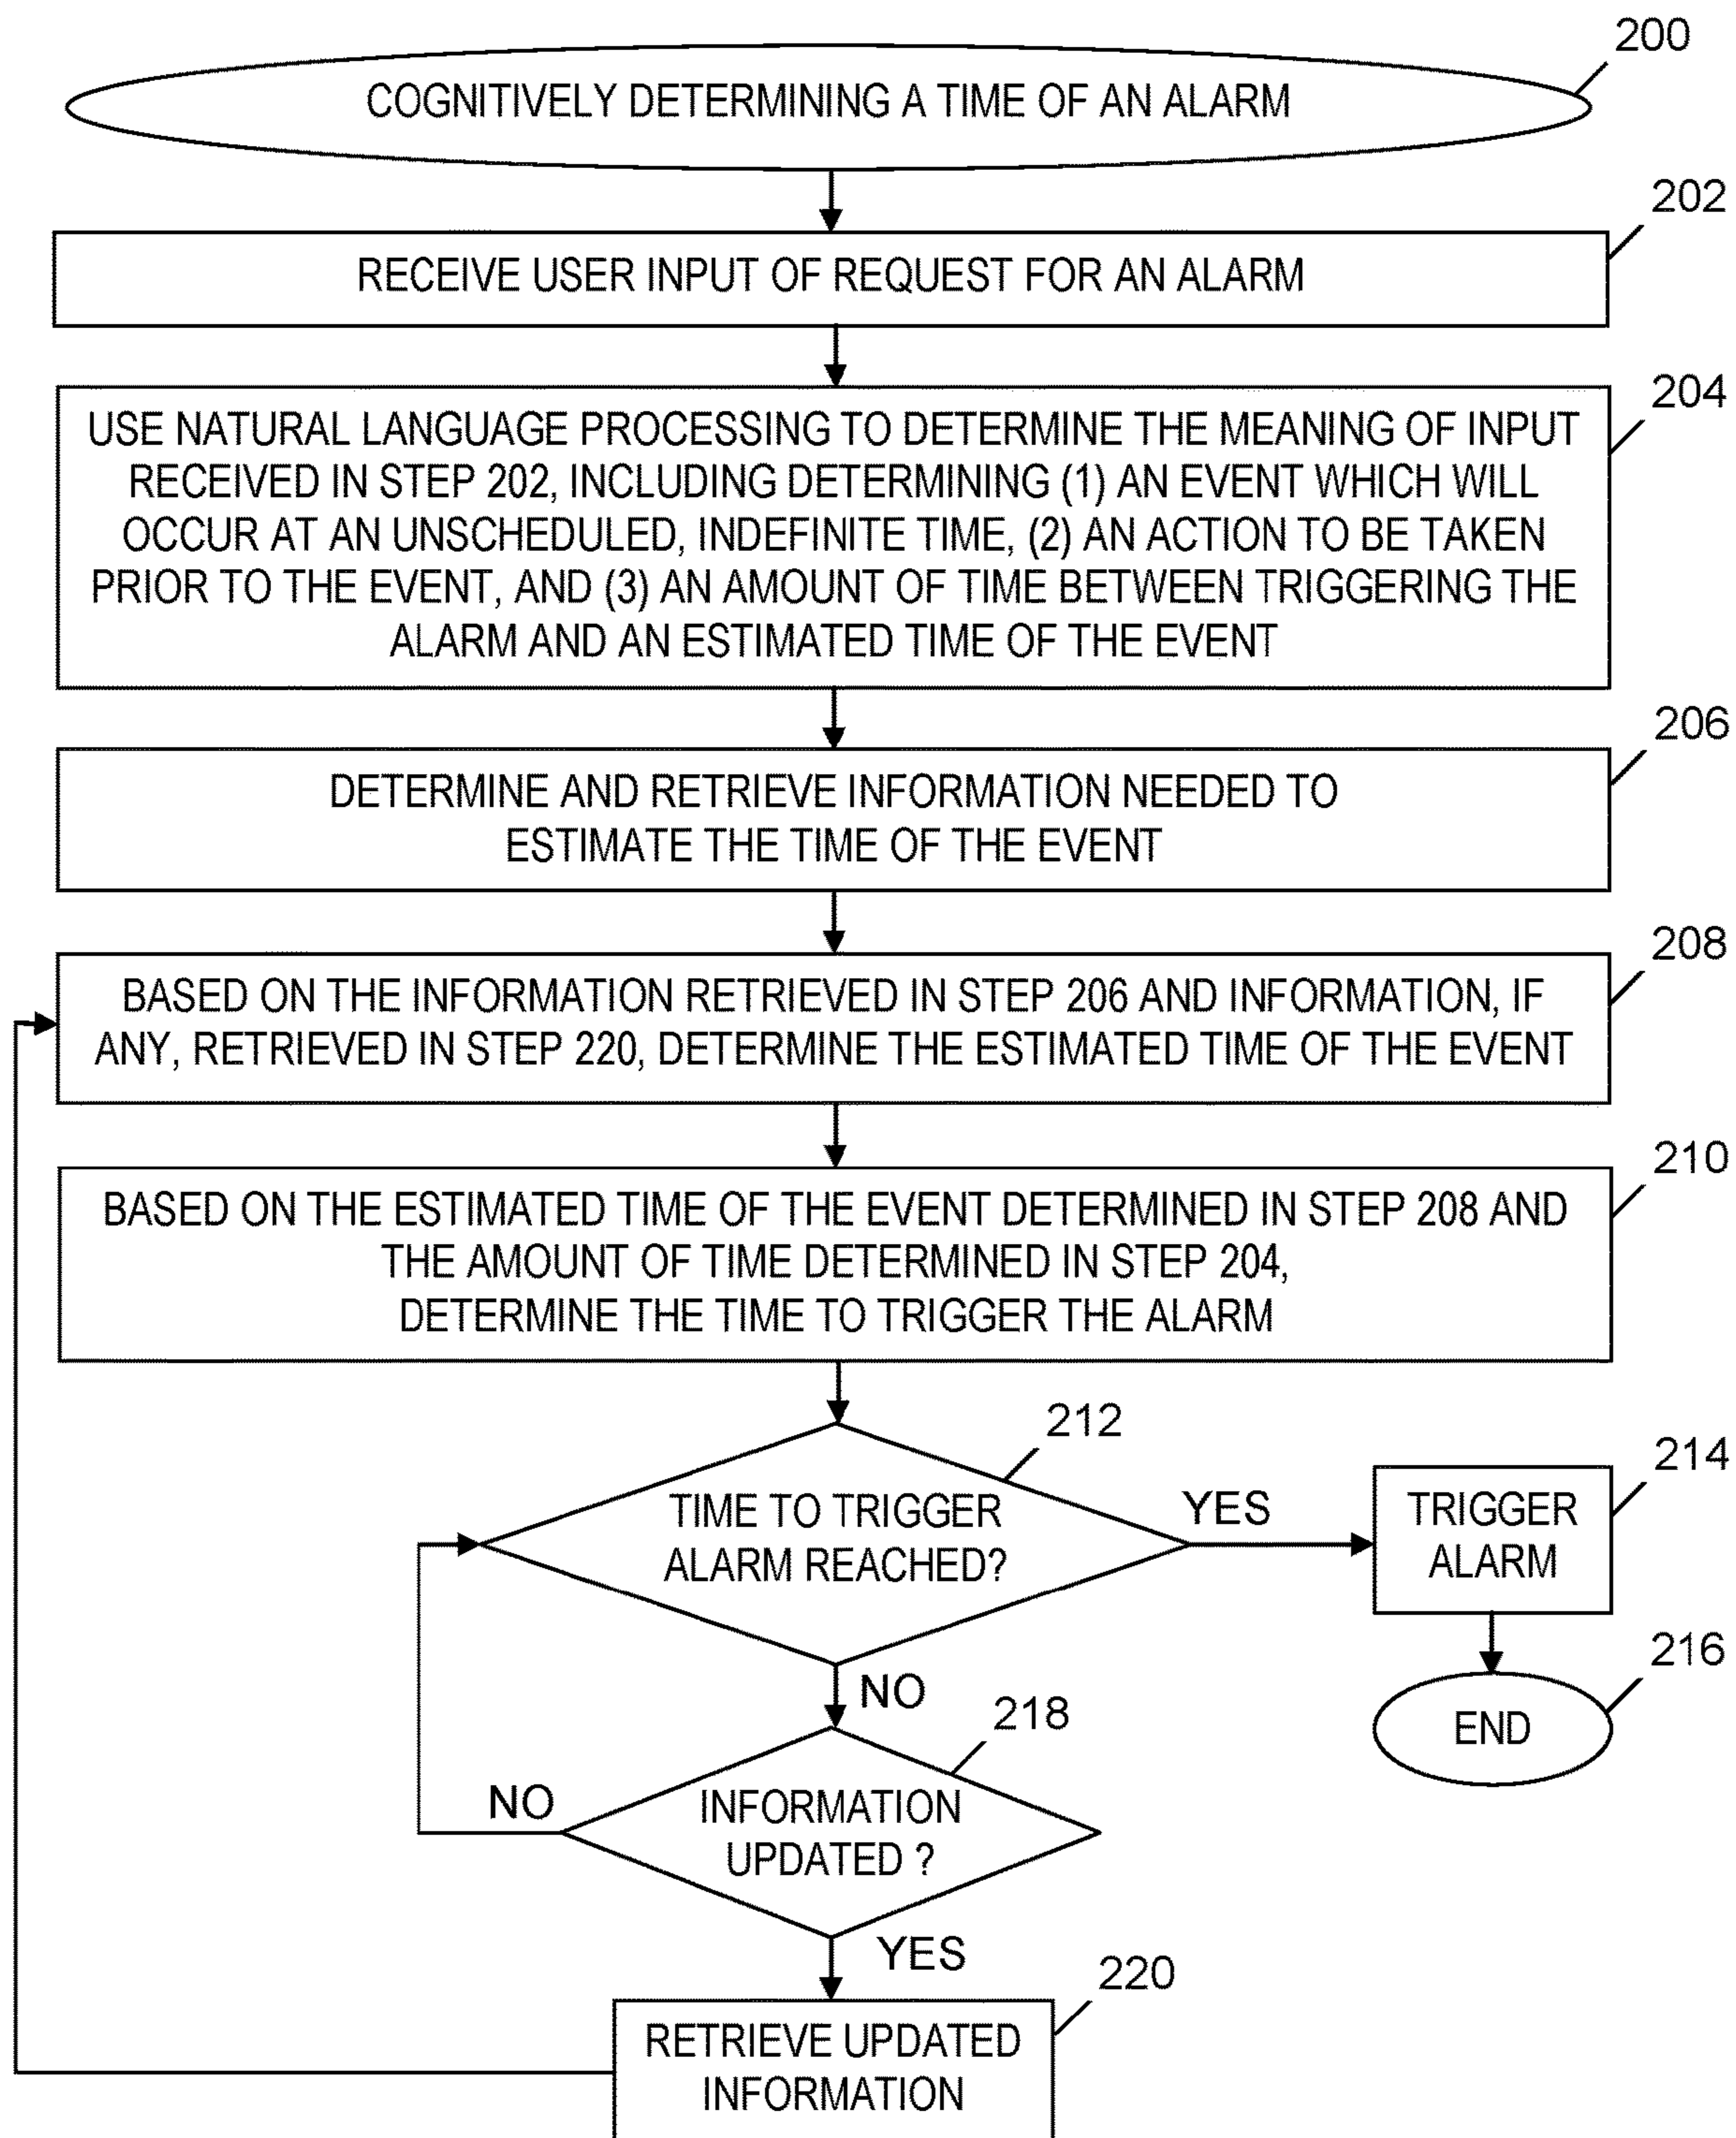 200
COGNITIVELY DETERMINING A TIME OF AN ALARM
202
RECEIVE USER INPUT OF REQUEST FOR AN ALARM
204
USE NATURAL LANGUAGE PROCESSING TO DETERMINE THE MEANING OF INPUT
RECEIVED IN STEP 202, INCLUDING DETERMINING (1) AN EVENT WHICH WILL
OCCUR AT AN UNSCHEDULED, INDEFINITE TIME, (2) AN ACTION TO BE TAKEN
PRIOR TO THE EVENT, AND (3) AN AMOUNT OF TIME BETWEEN TRIGGERING THE
ALARM AND AN ESTIMATED TIME OF THE EVENT
206
DETERMINE AND RETRIEVE INFORMATION NEEDED TO
ESTIMATE THE TIME OF THE EVENT
208
BASED ON THE INFORMATION RETRIEVED IN STEP 206 AND INFORMATION, IF
ANY, RETRIEVED IN STEP 220, DETERMINE THE ESTIMATED TIME OF THE EVENT
210
BASED ON THE ESTIMATED TIME OF THE EVENT DETERMINED IN STEP 208 AND
THE AMOUNT OF TIME DETERMINED IN STEP 204,
DETERMINE THE TIME TO TRIGGER THE ALARM
212
TIME TO TRIGGER
ALARM REACHED?
YES
214
TRIGGER
ALARM
216
END
NO
218
INFORMATION
UPDATED ?
NO
YES
220
RETRIEVE UPDATED
INFORMATION